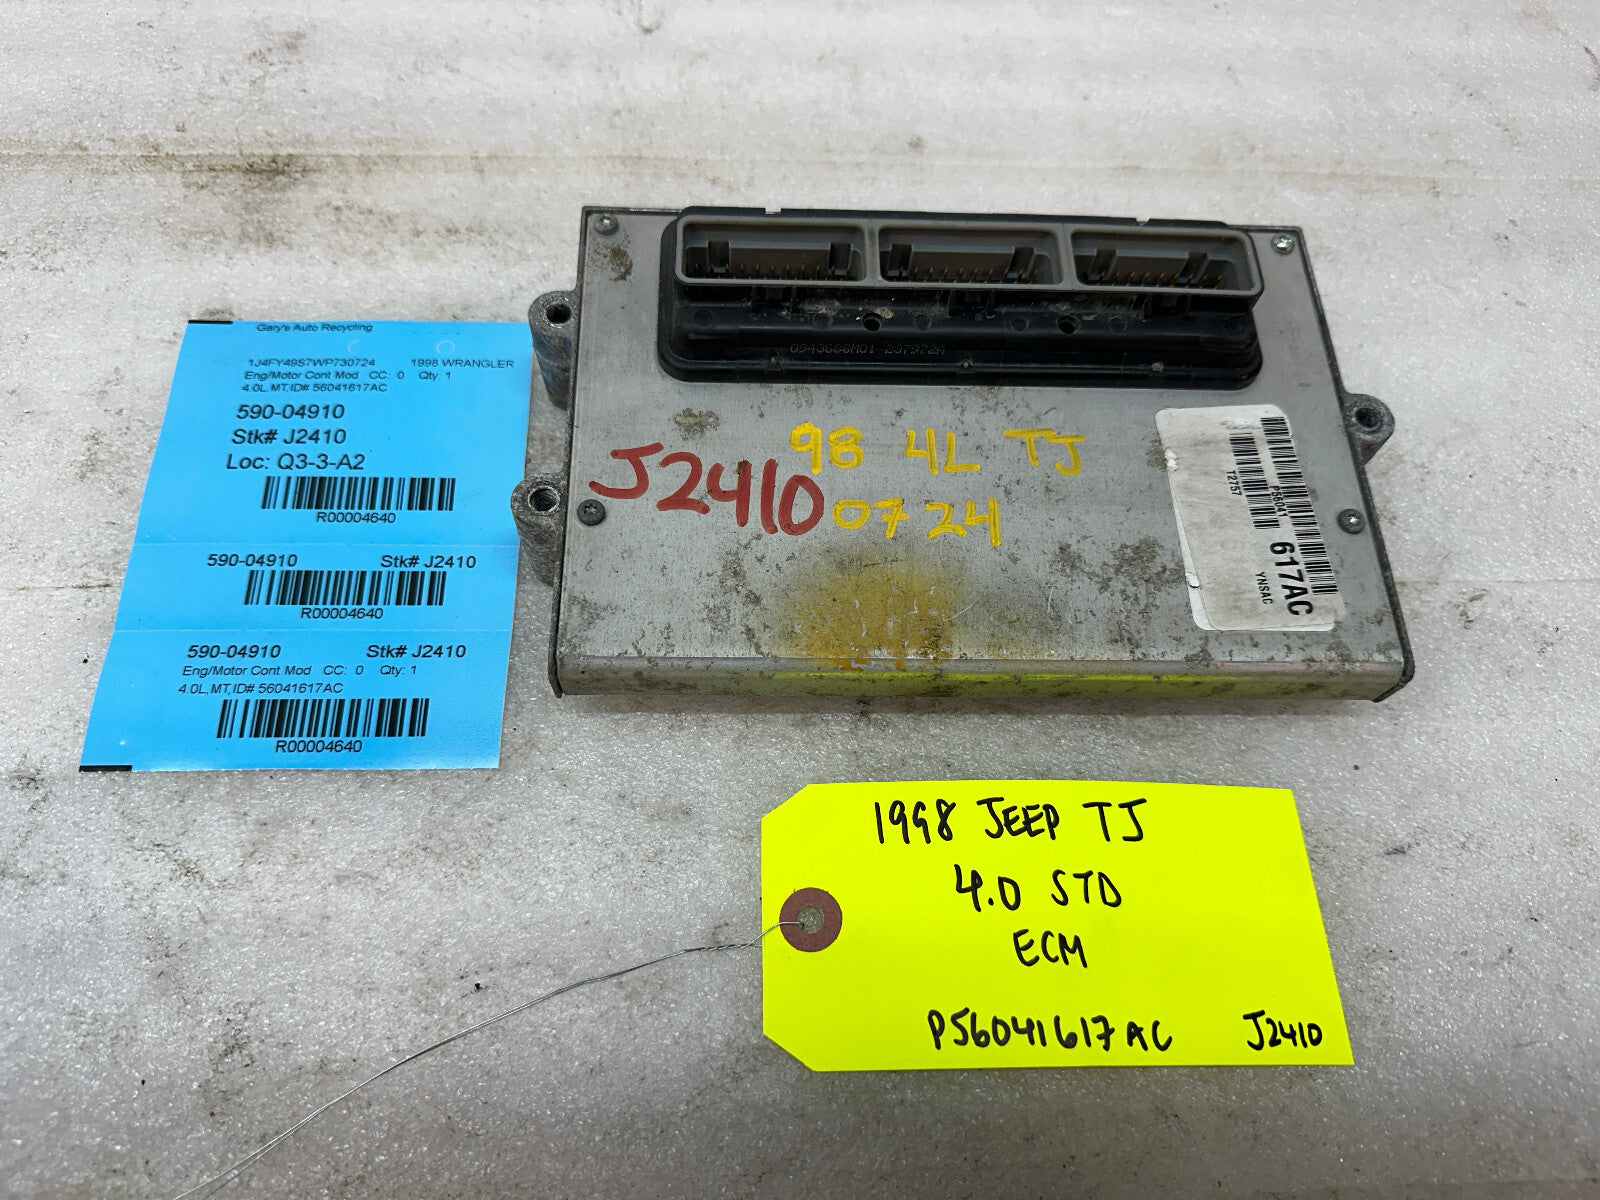 Gary's Auto Recycling
1J4FY49S7WP730724 1998 WRANGLER
Eng/Motor Cont Mod CC: 0 Qty: 1
4.0L,MT,ID# 56041617AC
590-04910
Stk# J2410
Loc: Q3-3-A2
R00004640
590-04910 Stk# J2410
R00004640
590-04910 Stk# J2410
Eng/Motor Cont Mod CC: 0 Qty: 1
4.0L,MT,ID# 56041617AC
R00004640
J2410
98 4L TJ
0724
P56041 617AC
T2757 YNSAC
1998 JEEP TJ
4.0 STD
ECM
P56041617AC J2410